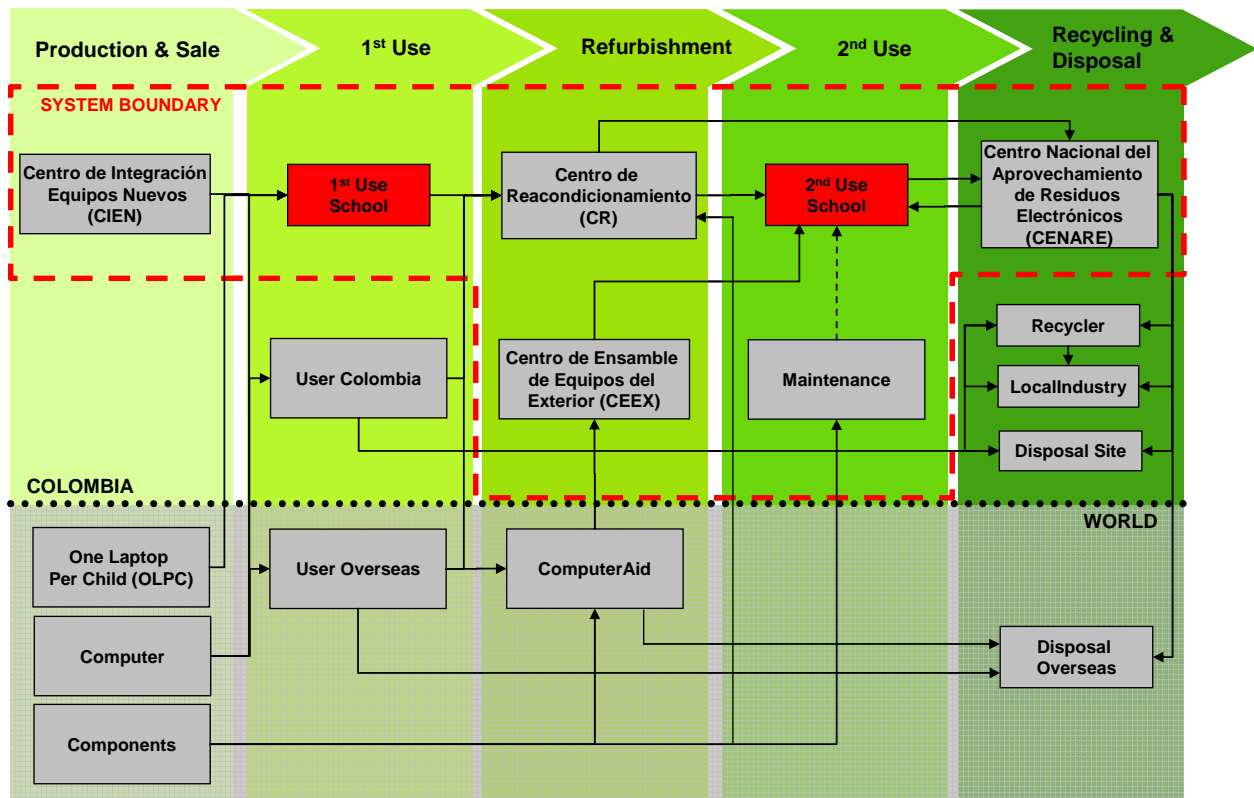 Production & Sale
1st Use
Refurbishment
2nd Use
Recycling &
Disposal
SYSTEM BOUNDARY
Centro de Integración
Equipos Nuevos
(CIEN)
1st Use
School
Centro de
Reacondicionamiento
(CR)
2nd Use
School
Centro Nacional del
Aprovechamiento
de Residuos
Electrónicos
(CENARE)
User Colombia
Centro de Ensamble
de Equipos del
Exterior (CEEX)
Maintenance
Recycler
LocalIndustry
Disposal Site
COLOMBIA
WORLD
One Laptop
Per Child (OLPC)
User Overseas
ComputerAid
Computer
Disposal
Overseas
Components